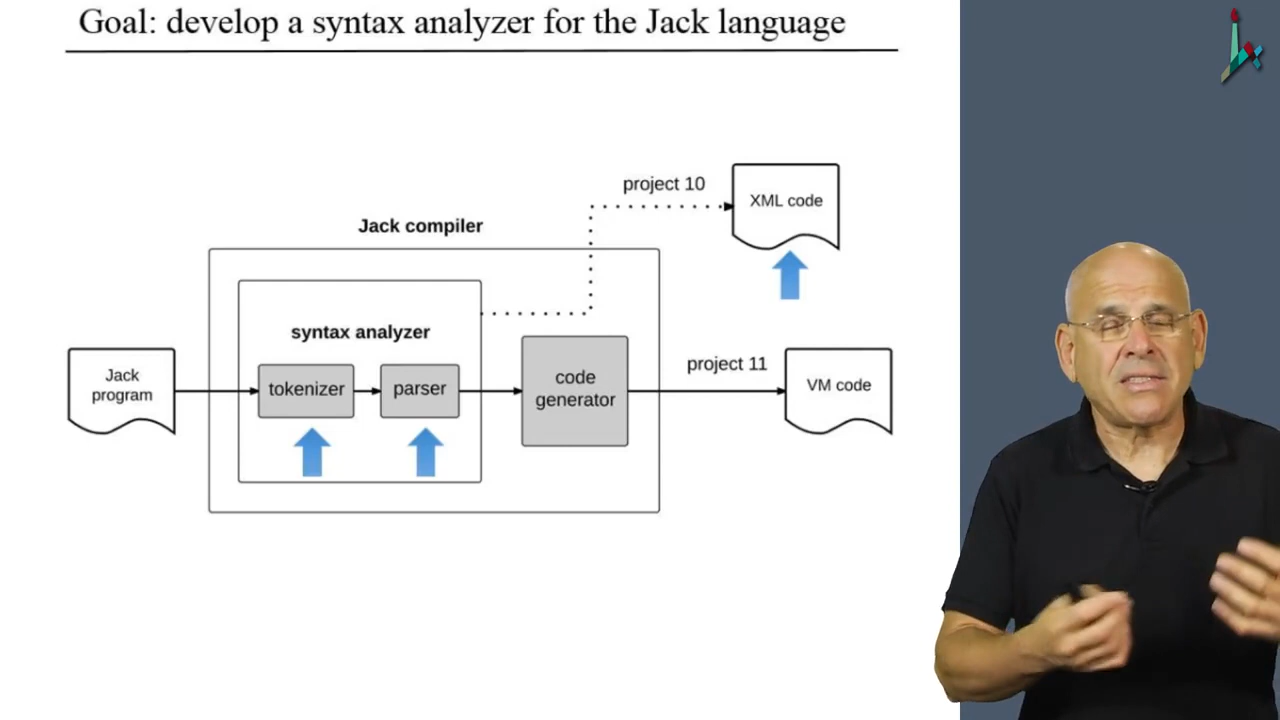 Goal: develop a syntax analyzer for the Jack language
project 10
XML code
Jack compiler
syntax analyzer
Jack
program
tokenizer
parser
code
generator
project 11
VM code